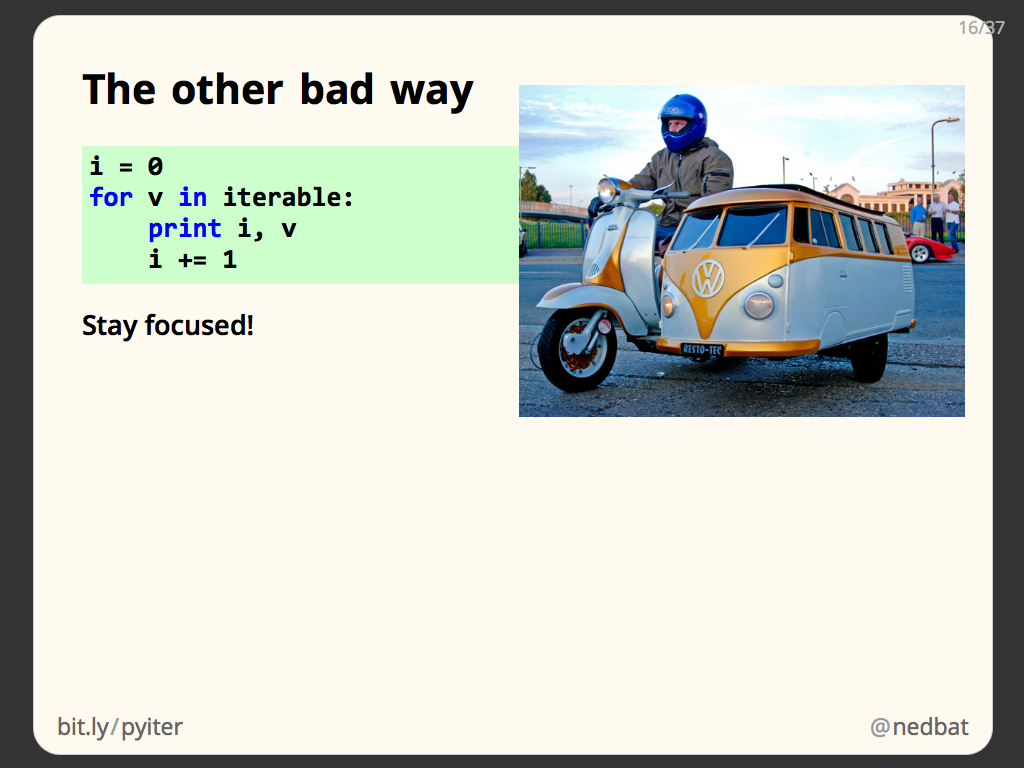 16/37
The other bad way
i = 0
for v in iterable:
    print i, v
    i += 1
Stay focused!
VW
RESTO-TEC
bit.ly/pyiter
@nedbat